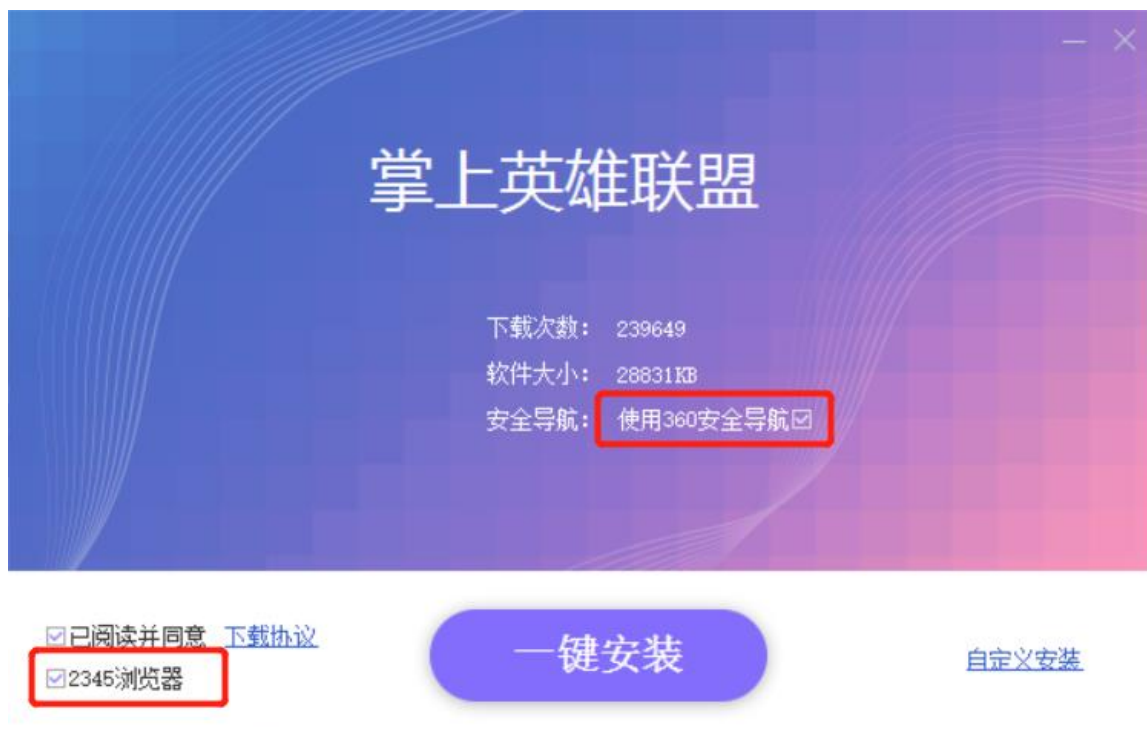 掌上英雄联盟
下载次数： 239649
软件大小： 28831KB
安全导航： 使用360安全导航
已阅读并同意 下载协议
2345浏览器
一键安装
自定义安装